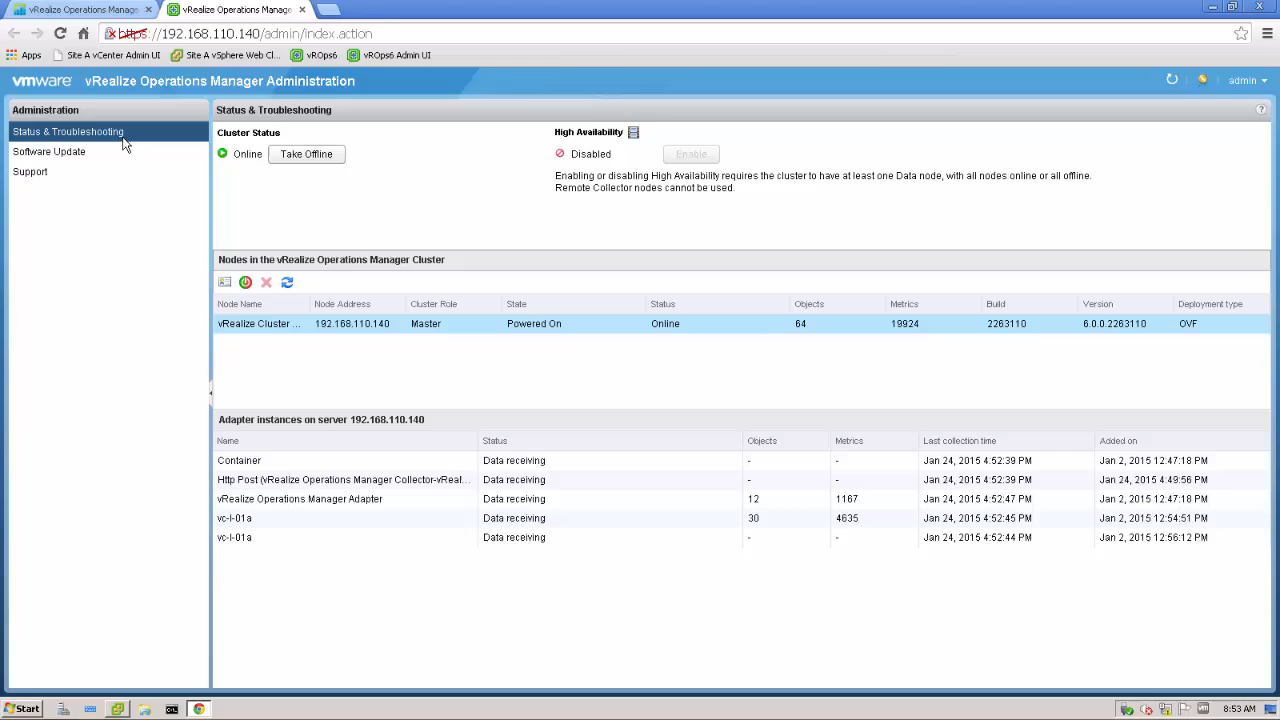 vRealize Operations Manage
vRealize Operations Manage
https://192.168.110.140/admin/index.action
Apps
Site A vCenter Admin UI
Site A vSphere Web Cl...
vROps6
vROps6 Admin UI
vmware
vRealize Operations Manager Administration
admin
Administration
Status & Troubleshooting
Software Update
Support
Status & Troubleshooting
?
Cluster Status
Online
Take Offline
High Availability
Disabled
Enable
Enabling or disabling High Availability requires the cluster to have at least one Data node, with all nodes online or all offline.
Remote Collector nodes cannot be used.
Nodes in the vRealize Operations Manager Cluster
Node Name Node Address Cluster Role State Status Objects Metrics Build Version Deployment type
vRealize Cluster ... 192.168.110.140 Master Powered On Online 64 19924 2263110 6.0.0.2263110 OVF
Adapter instances on server 192.168.110.140
Name Status Objects Metrics Last collection time Added on
Container Data receiving - - Jan 24, 2015 4:52:39 PM Jan 2, 2015 12:47:18 PM
Http Post (vRealize Operations Manager Collector-vReal... Data receiving - - Jan 24, 2015 4:52:39 PM Jan 24, 2015 4:49:56 PM
vRealize Operations Manager Adapter Data receiving 12 1167 Jan 24, 2015 4:52:47 PM Jan 2, 2015 12:47:18 PM
vc-l-01a Data receiving 30 4635 Jan 24, 2015 4:52:45 PM Jan 2, 2015 12:54:51 PM
vc-l-01a Data receiving - - Jan 24, 2015 4:52:44 PM Jan 2, 2015 12:56:12 PM
Start
8:53 AM